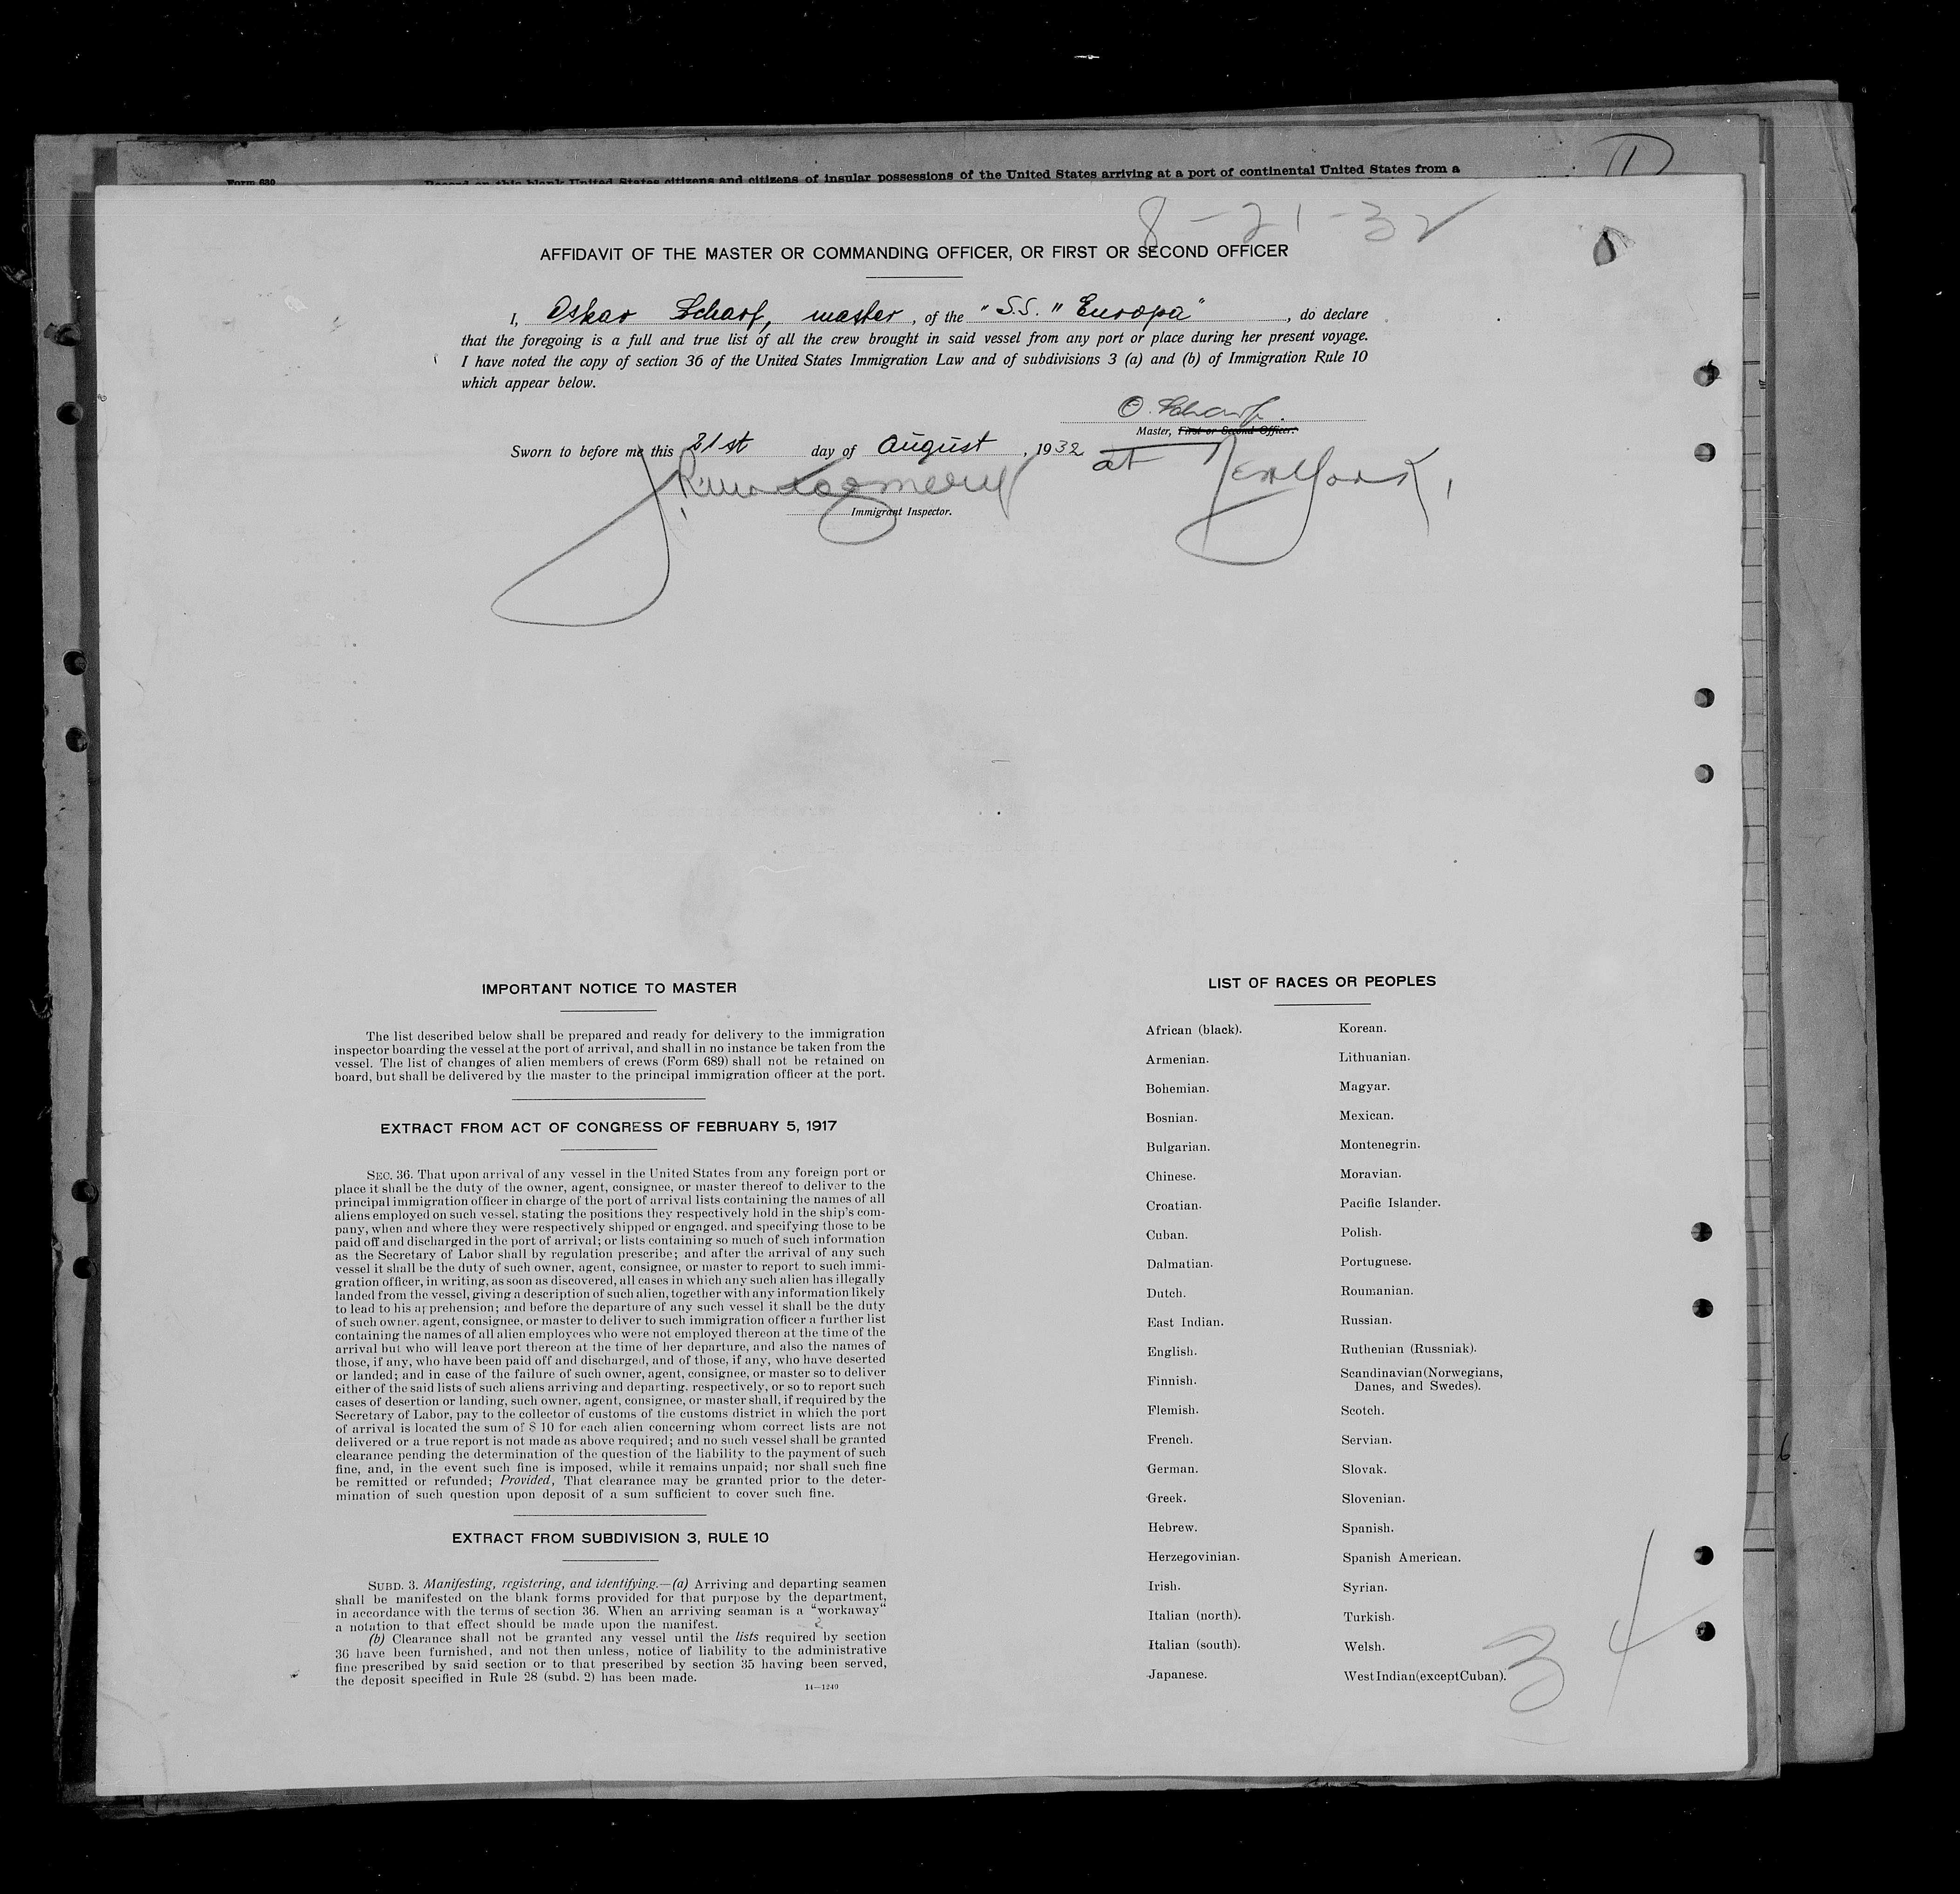 Form 630
Record on this blank United States citizens and citizens of insular possessions of the United States arriving at a port of continental United States from a
8-21-32
AFFIDAVIT OF THE MASTER OR COMMANDING OFFICER, OR FIRST OR SECOND OFFICER
I, Oskar Scharf, master, of the "S.S." Europa", do declare
that the foregoing is a full and true list of all the crew brought in said vessel from any port or place during her present voyage.
I have noted the copy of section 36 of the United States Immigration Law and of subdivisions 3 (a) and (b) of Immigration Rule 10
which appear below.
O. Scharf.
Master, First or Second Officer.
Sworn to before me this 21st day of August, 1932 at New York,
Immigrant Inspector.
IMPORTANT NOTICE TO MASTER
The list described below shall be prepared and ready for delivery to the immigration
inspector boarding the vessel at the port of arrival, and shall in no instance be taken from the
vessel. The list of changes of alien members of crews (Form 689) shall not be retained on
board, but shall be delivered by the master to the principal immigration officer at the port.
EXTRACT FROM ACT OF CONGRESS OF FEBRUARY 5, 1917
SEC. 36. That upon arrival of any vessel in the United States from any foreign port or
place it shall be the duty of the owner, agent, consignee, or master thereof to deliver to the
principal immigration officer in charge of the port of arrival lists containing the names of all
aliens employed on such vessel, stating the positions they respectively hold in the ship's com-
pany, when and where they were respectively shipped or engaged, and specifying those to be
paid off and discharged in the port of arrival; or lists containing so much of such information
as the Secretary of Labor shall by regulation prescribe; and after the arrival of any such
vessel it shall be the duty of such owner, agent, consignee, or master to report to such immi-
gration officer, in writing, as soon as discovered, all cases in which any such alien has illegally
landed from the vessel, giving a description of such alien, together with any information likely
to lead to his apprehension; and before the departure of any such vessel it shall be the duty
of such owner, agent, consignee, or master to deliver to such immigration officer a further list
containing the names of all alien employees who were not employed thereon at the time of the
arrival but who will leave port thereon at the time of her departure, and also the names of
those, if any, who have been paid off and discharged, and of those, if any, who have deserted
or landed; and in case of the failure of such owner, agent, consignee, or master so to deliver
either of the said lists of such aliens arriving and departing, respectively, or so to report such
cases of desertion or landing, such owner, agent, consignee, or master shall, if required by the
Secretary of Labor, pay to the collector of customs of the customs district in which the port
of arrival is located the sum of $ 10 for each alien concerning whom correct lists are not
delivered or a true report is not made as above required; and no such vessel shall be granted
clearance pending the determination of the question of the liability to the payment of such
fine, and, in the event such fine is imposed, while it remains unpaid; nor shall such fine
be remitted or refunded; Provided, That clearance may be granted prior to the deter-
mination of such question upon deposit of a sum sufficient to cover such fine.
EXTRACT FROM SUBDIVISION 3, RULE 10
SUBD. 3. Manifesting, registering, and identifying.—(a) Arriving and departing seamen
shall be manifested on the blank forms provided for that purpose by the department,
in accordance with the terms of section 36. When an arriving seaman is a "workaway"
a notation to that effect should be made upon the manifest.
(b) Clearance shall not be granted any vessel until the lists required by section
36 have been furnished, and not then unless, notice of liability to the administrative
fine prescribed by said section or to that prescribed by section 35 having been served,
the deposit specified in Rule 28 (subd. 2) has been made.
14—1240
LIST OF RACES OR PEOPLES
African (black).
Armenian.
Bohemian.
Bosnian.
Bulgarian.
Chinese.
Croatian.
Cuban.
Dalmatian.
Dutch.
East Indian.
English.
Finnish.
Flemish.
French.
German.
Greek.
Hebrew.
Herzegovinian.
Irish.
Italian (north).
Italian (south).
Japanese.
Korean.
Lithuanian.
Magyar.
Mexican.
Montenegrin.
Moravian.
Pacific Islander.
Polish.
Portuguese.
Roumanian.
Russian.
Ruthenian (Russniak).
Scandinavian (Norwegians,
Danes, and Swedes).
Scotch.
Servian.
Slovak.
Slovenian.
Spanish.
Spanish American.
Syrian.
Turkish.
Welsh.
West Indian (except Cuban).
34